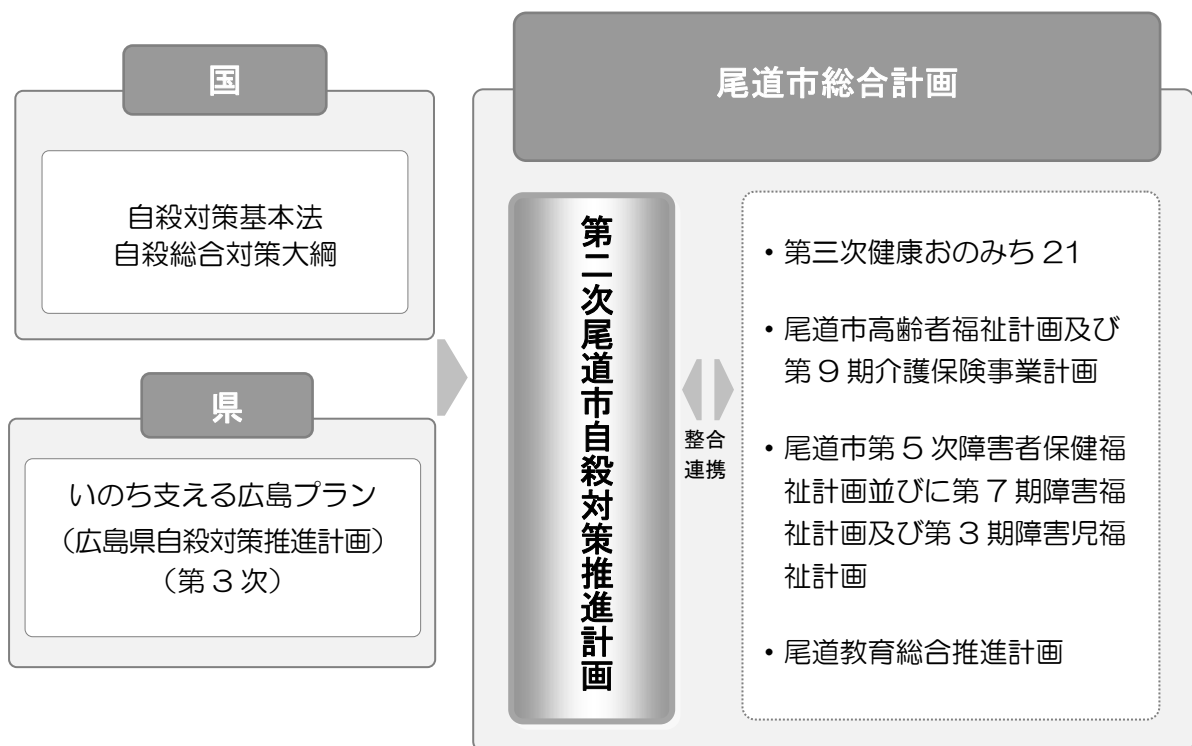 国
自殺対策基本法
自殺総合対策大綱
県
いのち支える広島プラン
（広島県自殺対策推進計画）
（第３次）
尾道市総合計画
第二次尾道市自殺対策推進計画
整合
連携
・第三次健康おのみち 21
・尾道市高齢者福祉計画及び
第９期介護保険事業計画
・尾道市第５次障害者保健福
祉計画並びに第７期障害福
祉計画及び第３期障害児福
祉計画
・尾道教育総合推進計画